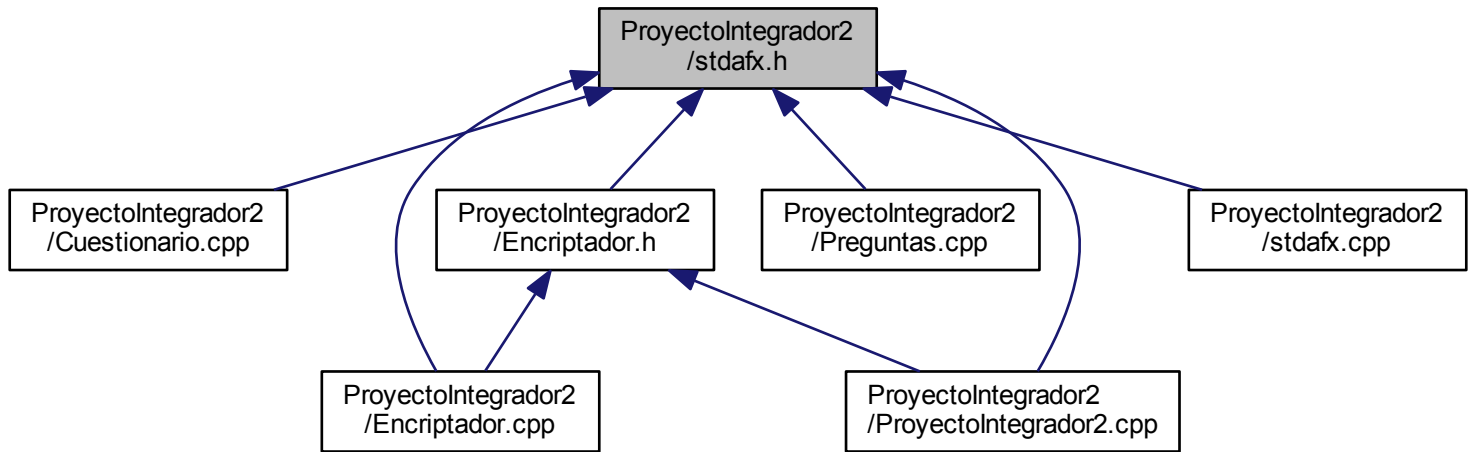 ProyectoIntegrador2
/stdafx.h
ProyectoIntegrador2
/Cuestionario.cpp
ProyectoIntegrador2
/Encriptador.h
ProyectoIntegrador2
/Preguntas.cpp
ProyectoIntegrador2
/stdafx.cpp
ProyectoIntegrador2
/Encriptador.cpp
ProyectoIntegrador2
/ProyectoIntegrador2.cpp